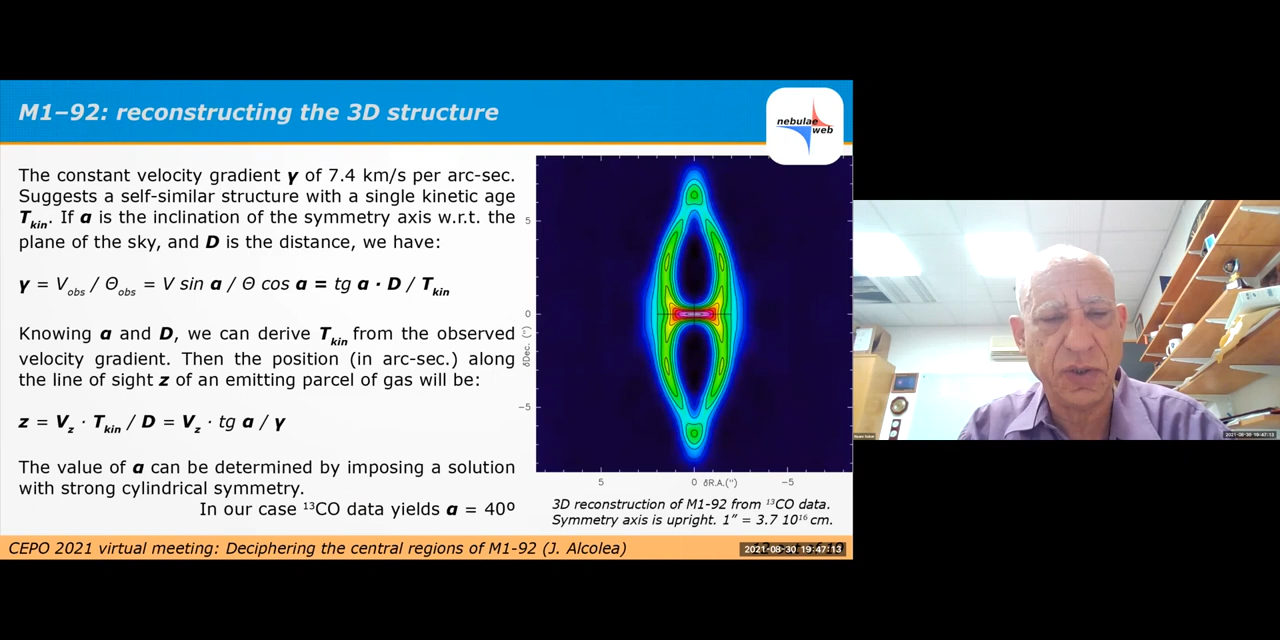 M1–92: reconstructing the 3D structure
nebulae
web
The constant velocity gradient γ of 7.4 km/s per arc-sec.
Suggests a self-similar structure with a single kinetic age
Tkin. If α is the inclination of the symmetry axis w.r.t. the
plane of the sky, and D is the distance, we have:
γ = Vobs / Θobs = V sin α / Θ cos α = tg α · D / Tkin
Knowing α and D, we can derive Tkin from the observed
velocity gradient. Then the position (in arc-sec.) along
the line of sight z of an emitting parcel of gas will be:
z = Vz · Tkin / D = Vz · tg α / γ
The value of α can be determined by imposing a solution
with strong cylindrical symmetry.
In our case ¹³CO data yields α = 40º
5
0
−5
δDec. (")
5 0 δR.A.(") −5
3D reconstruction of M1-92 from ¹³CO data.
Symmetry axis is upright. 1” = 3.7 10¹⁶ cm.
CEPO 2021 virtual meeting: Deciphering the central regions of M1-92 (J. Alcolea)
2021-08-30 19:47:13
2021-08-30 19:47:13